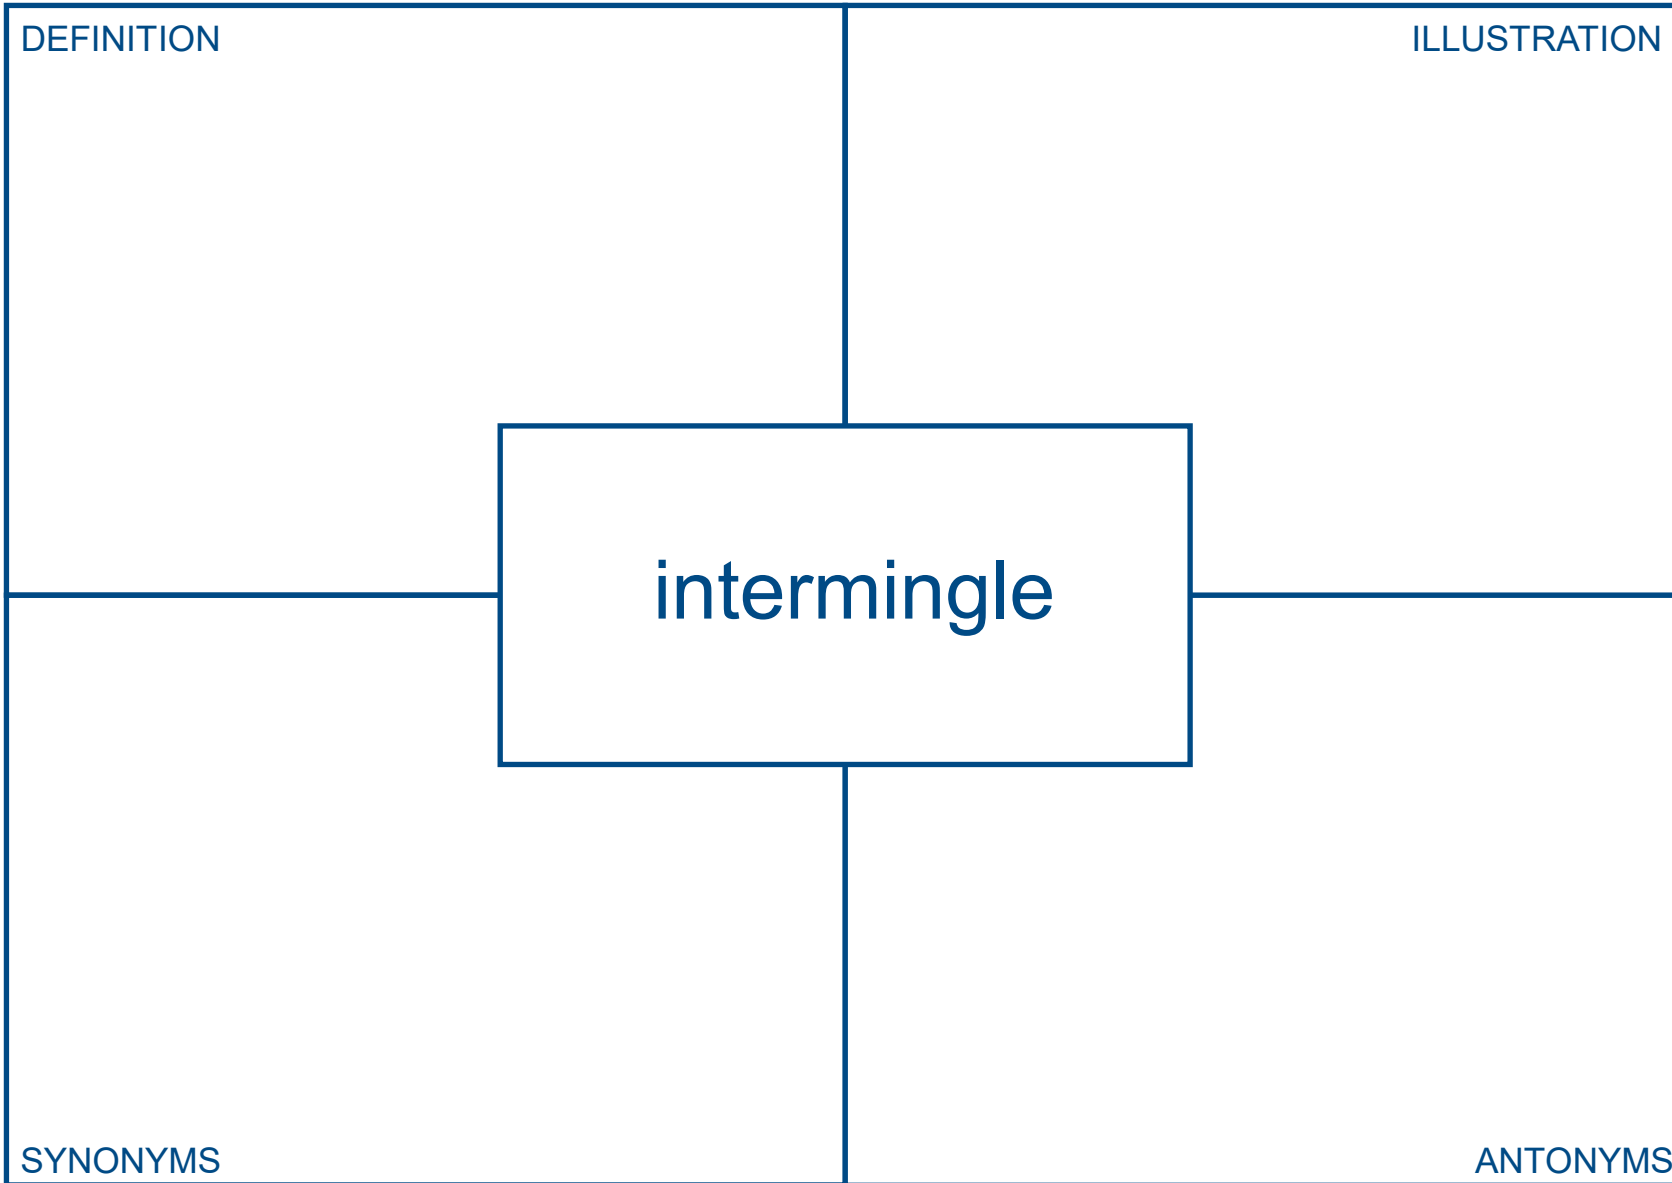 DEFINITION
ILLUSTRATION
intermingle
SYNONYMS
ANTONYMS